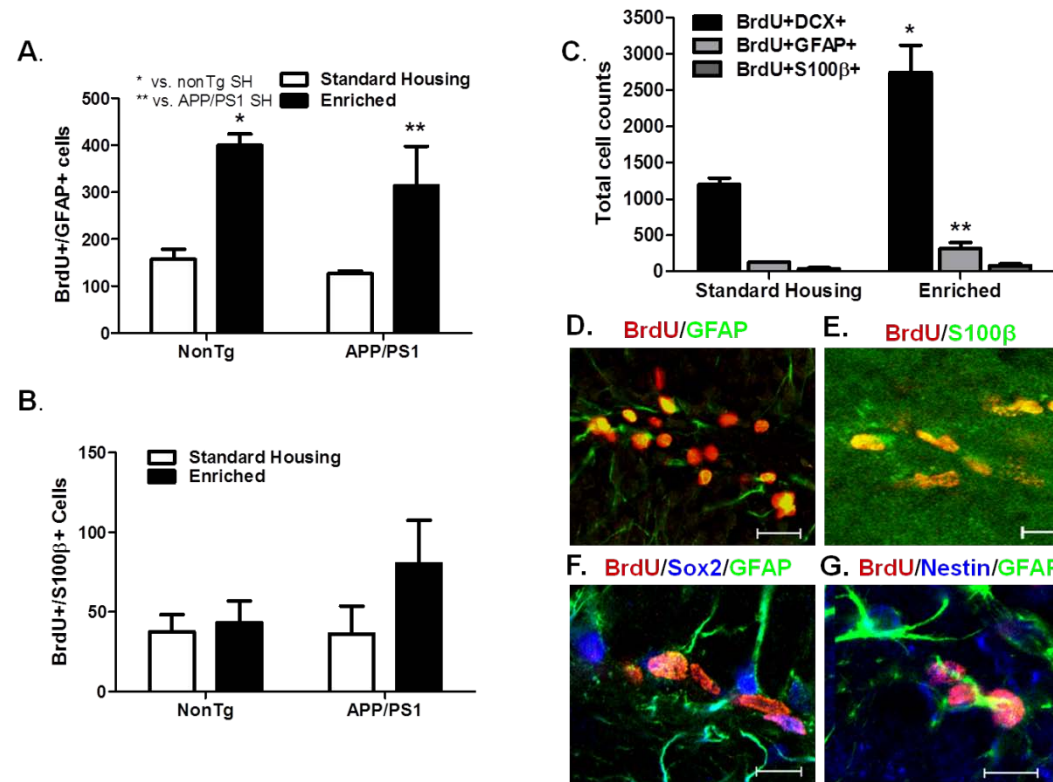 A.
* vs. nonTg SH
** vs. APP/PS1 SH
Standard Housing
Enriched
BrdU+/GFAP+ cells
500
400
300
200
100
0
*
**
NonTg
APP/PS1
B.
Standard Housing
Enriched
BrdU+/S100β+ Cells
150
100
50
0
NonTg
APP/PS1
C.
BrdU+DCX+
BrdU+GFAP+
BrdU+S100β+
Total cell counts
3500
3000
2500
2000
1500
1000
500
0
*
**
Standard Housing
Enriched
D. BrdU/GFAP
E. BrdU/S100β
F. BrdU/Sox2/GFAP
G. BrdU/Nestin/GFAP